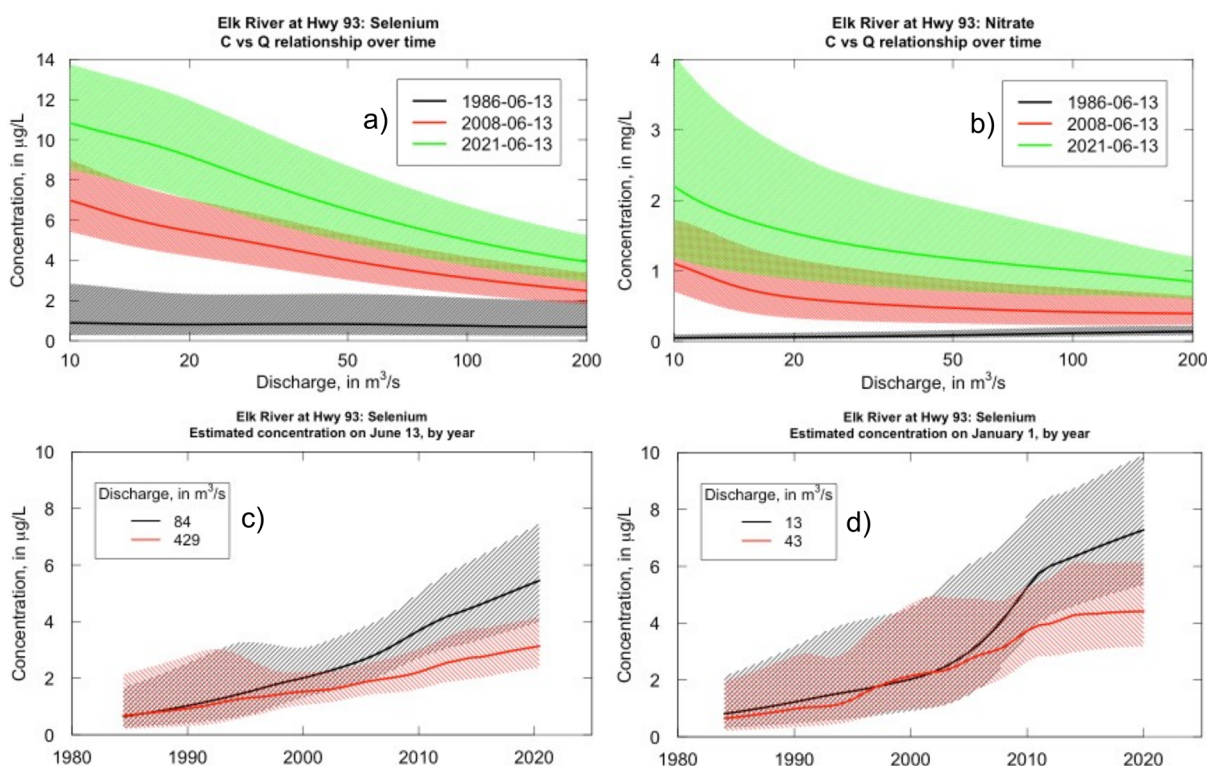 Elk River at Hwy 93: Selenium
C vs Q relationship over time
14
12
10
8
6
4
2
0
Concentration, in µg/L
a)
1986-06-13
2008-06-13
2021-06-13
10
20
50
100
200
Discharge, in m³/s
Elk River at Hwy 93: Nitrate
C vs Q relationship over time
4
3
2
1
0
Concentration, in mg/L
b)
1986-06-13
2008-06-13
2021-06-13
10
20
50
100
200
Discharge, in m³/s
Elk River at Hwy 93: Selenium
Estimated concentration on June 13, by year
10
8
6
4
2
0
Concentration, in µg/L
Discharge, in m³/s
84
429
c)
1980
1990
2000
2010
2020
Elk River at Hwy 93: Selenium
Estimated concentration on January 1, by year
10
8
6
4
2
0
Concentration, in µg/L
Discharge, in m³/s
13
43
d)
1980
1990
2000
2010
2020